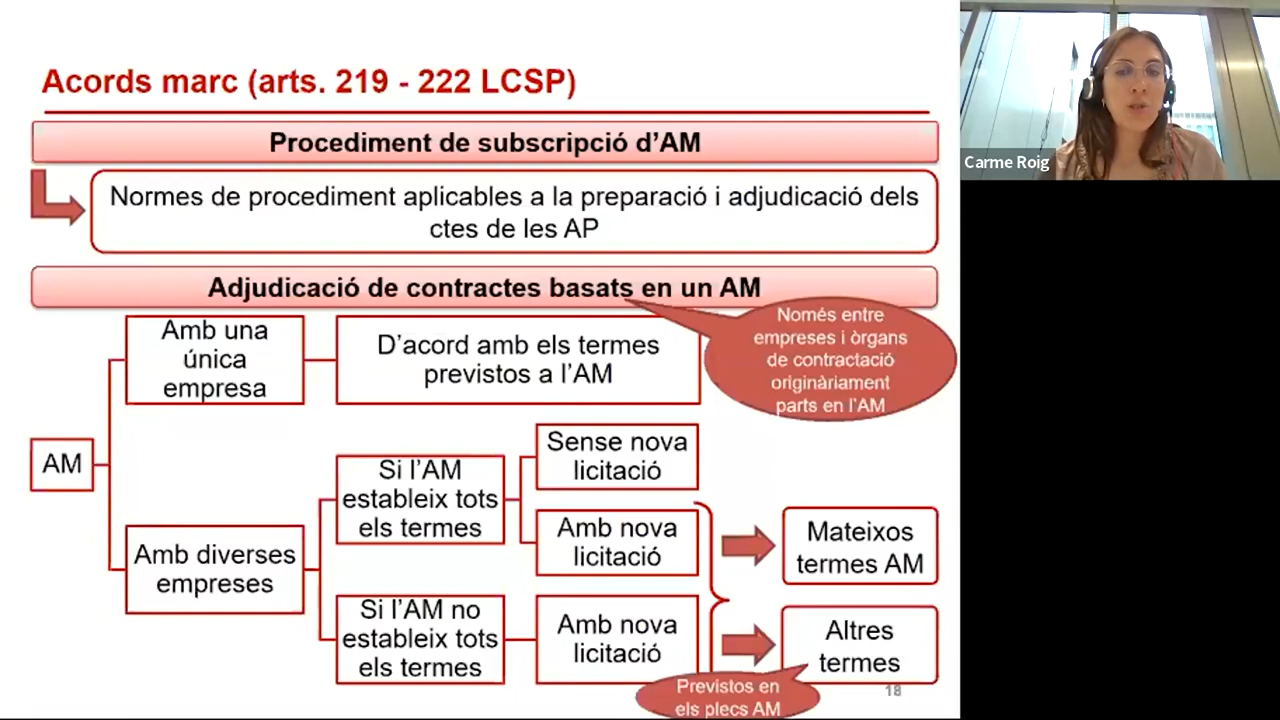 Acords marc (arts. 219 - 222 LCSP)
Procediment de subscripció d'AM
Normes de procediment aplicables a la preparació i adjudicació dels
ctes de les AP
Adjudicació de contractes basats en un AM
Només entre
empreses i òrgans
de contractació
originàriament
parts en l'AM
Amb una
única
empresa
D'acord amb els termes
previstos a l'AM
AM
Amb diverses
empreses
Si l'AM
estableix tots
els termes
Sense nova
licitació
Amb nova
licitació
Mateixos
termes AM
Si l'AM no
estableix tots
els termes
Amb nova
licitació
Altres
termes
Previstos en
els plecs AM
18
Carme Roig